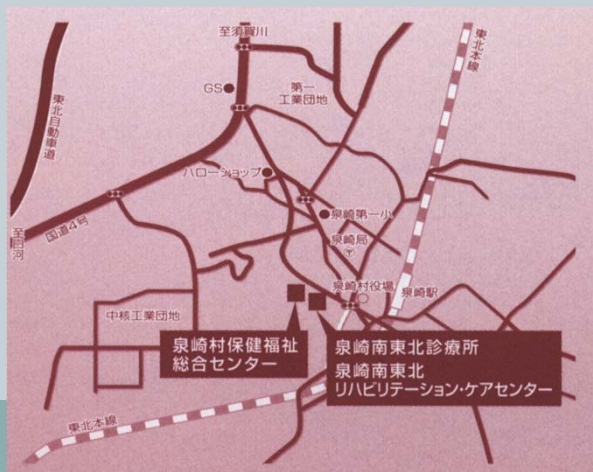 至須賀川
東北本線
GS
第一
工業団地
東北自動車道
ハローショップ
泉崎第一小
国道4号
至白河
泉崎局
〒
泉崎村役場
泉崎駅
中核工業団地
泉崎村保健福祉
総合センター
泉崎南東北診療所
泉崎南東北
リハビリテーション・ケアセンター
東北本線